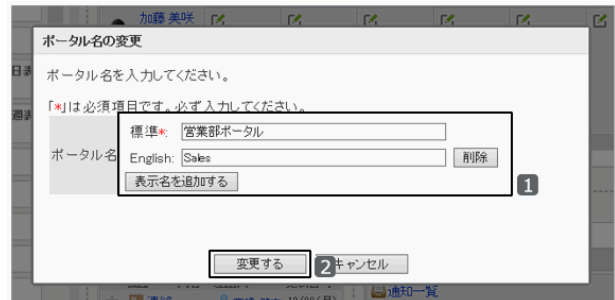 加藤 美咲
ポータル名の変更
ポータル名を入力してください。
「*」は必須項目です。必ず入力してください。
ポータル名
標準*: 営業部ポータル
English: Sales 削除
表示名を追加する
1
変更する 2 キャンセル
通知一覧